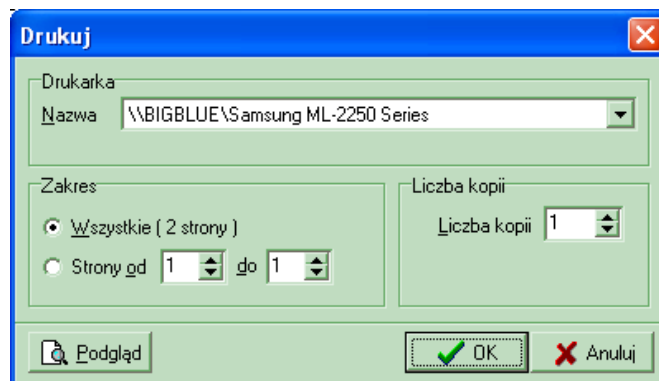 Drukuj
Drukarka
Nazwa \\BIGBLUE\Samsung ML-2250 Series
Zakres
Wszystkie ( 2 strony )
Strony od 1 do 1
Liczba kopii
Liczba kopii 1
Podgląd OK Anuluj